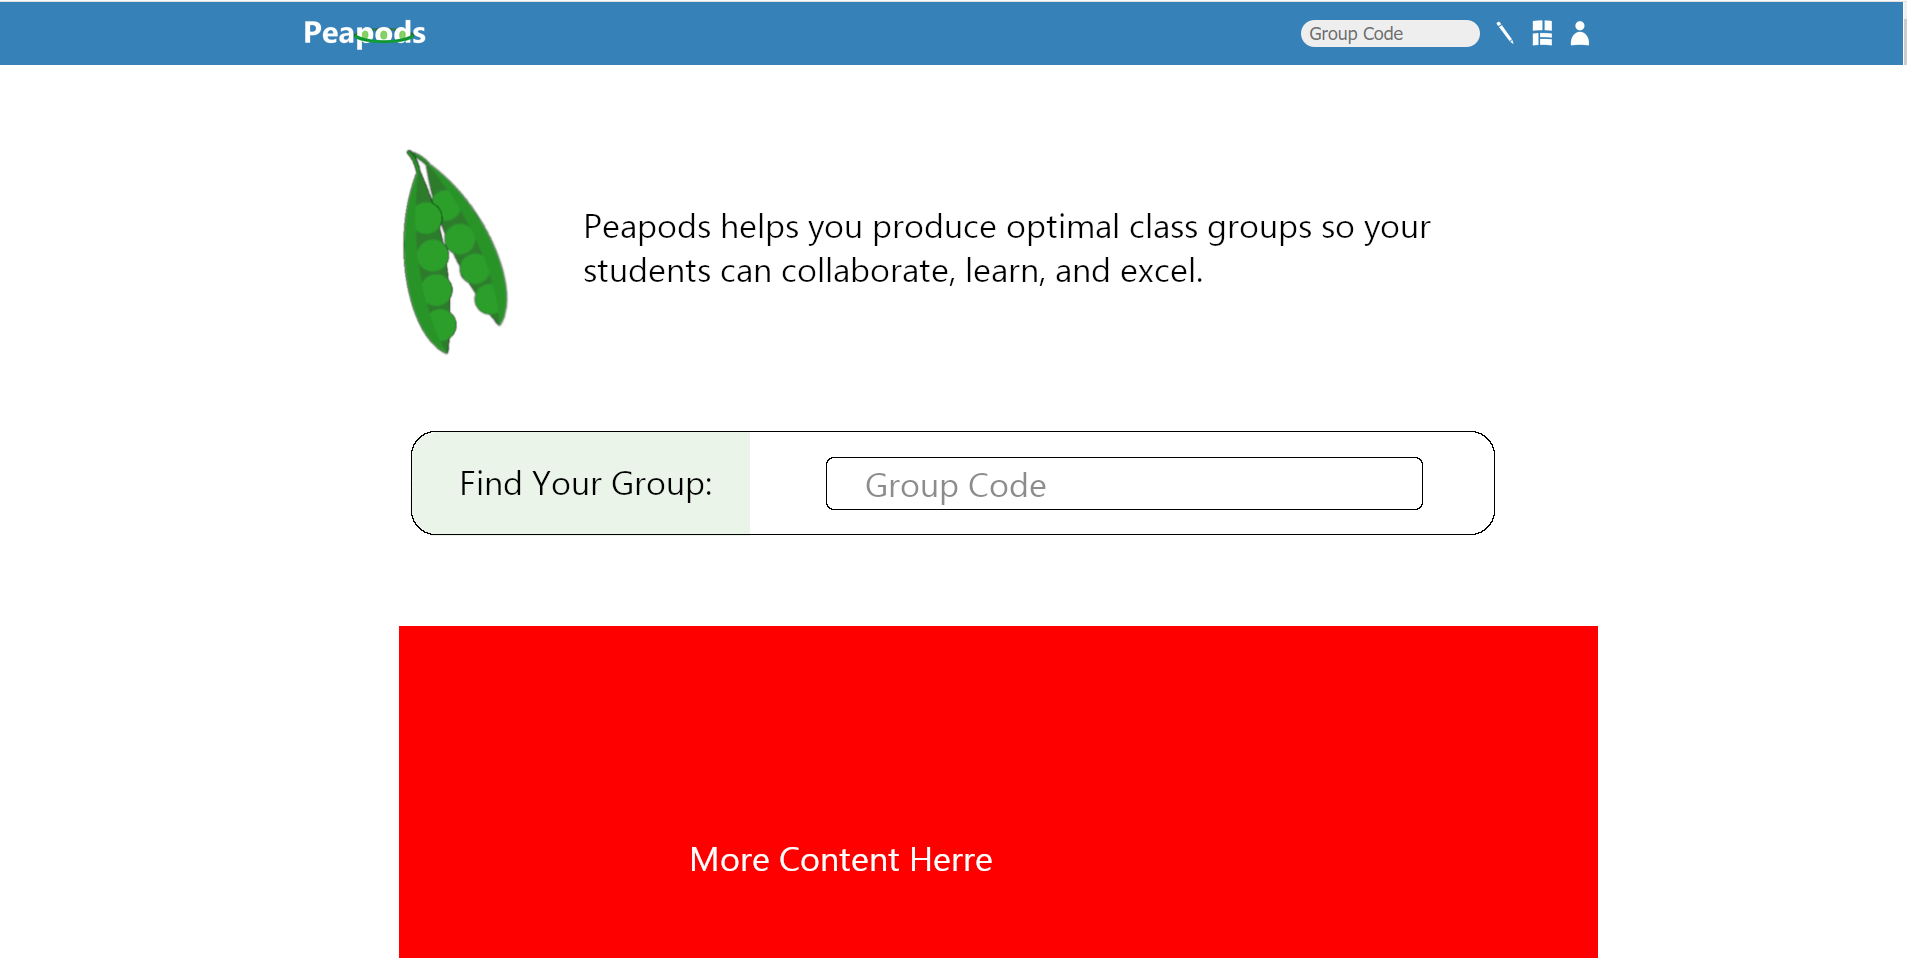 Peapods
Group Code
Peapods helps you produce optimal class groups so your
students can collaborate, learn, and excel.
Find Your Group:
Group Code
More Content Herre